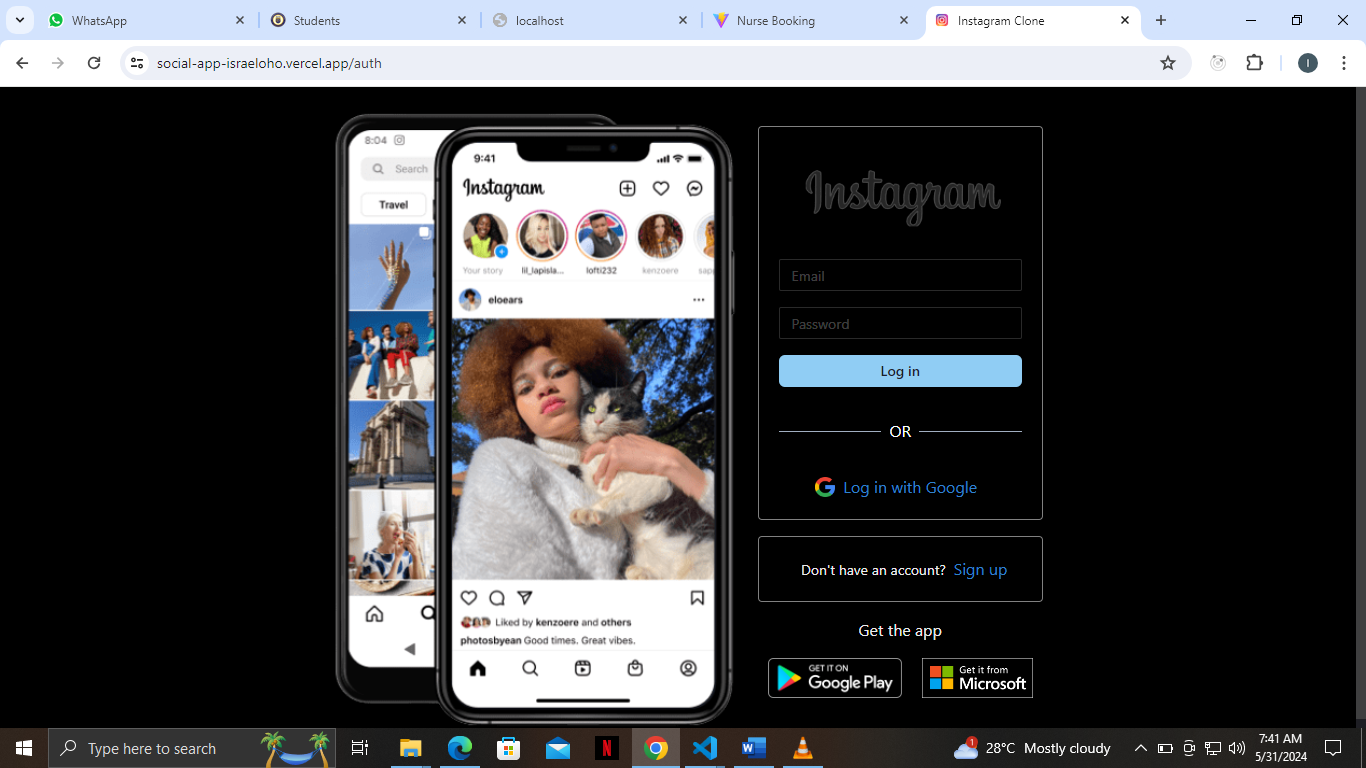 WhatsApp
Students
localhost
Nurse Booking
Instagram Clone
social-app-israeloho.vercel.app/auth
I
8:04
Search
Travel
9:41
Instagram
Your story
lil_lapisla...
lofti232
kenzoere
eloears
Liked by kenzoere and others
photosbyean Good times. Great vibes.
Instagram
Email
Password
Log in
OR
Log in with Google
Don't have an account? Sign up
Get the app
GET IT ON
Google Play
Get it from
Microsoft
Type here to search
N
W
1
28°C Mostly cloudy
7:41 AM
5/31/2024